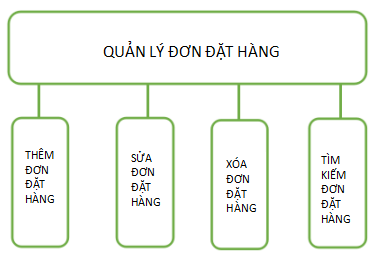 QUẢN LÝ ĐƠN ĐẶT HÀNG
THÊM
ĐƠN
ĐẶT
HÀNG
SỬA
ĐƠN
ĐẶT
HÀNG
XÓA
ĐƠN
ĐẶT
HÀNG
TÌM
KIẾM
ĐƠN
ĐẶT
HÀNG